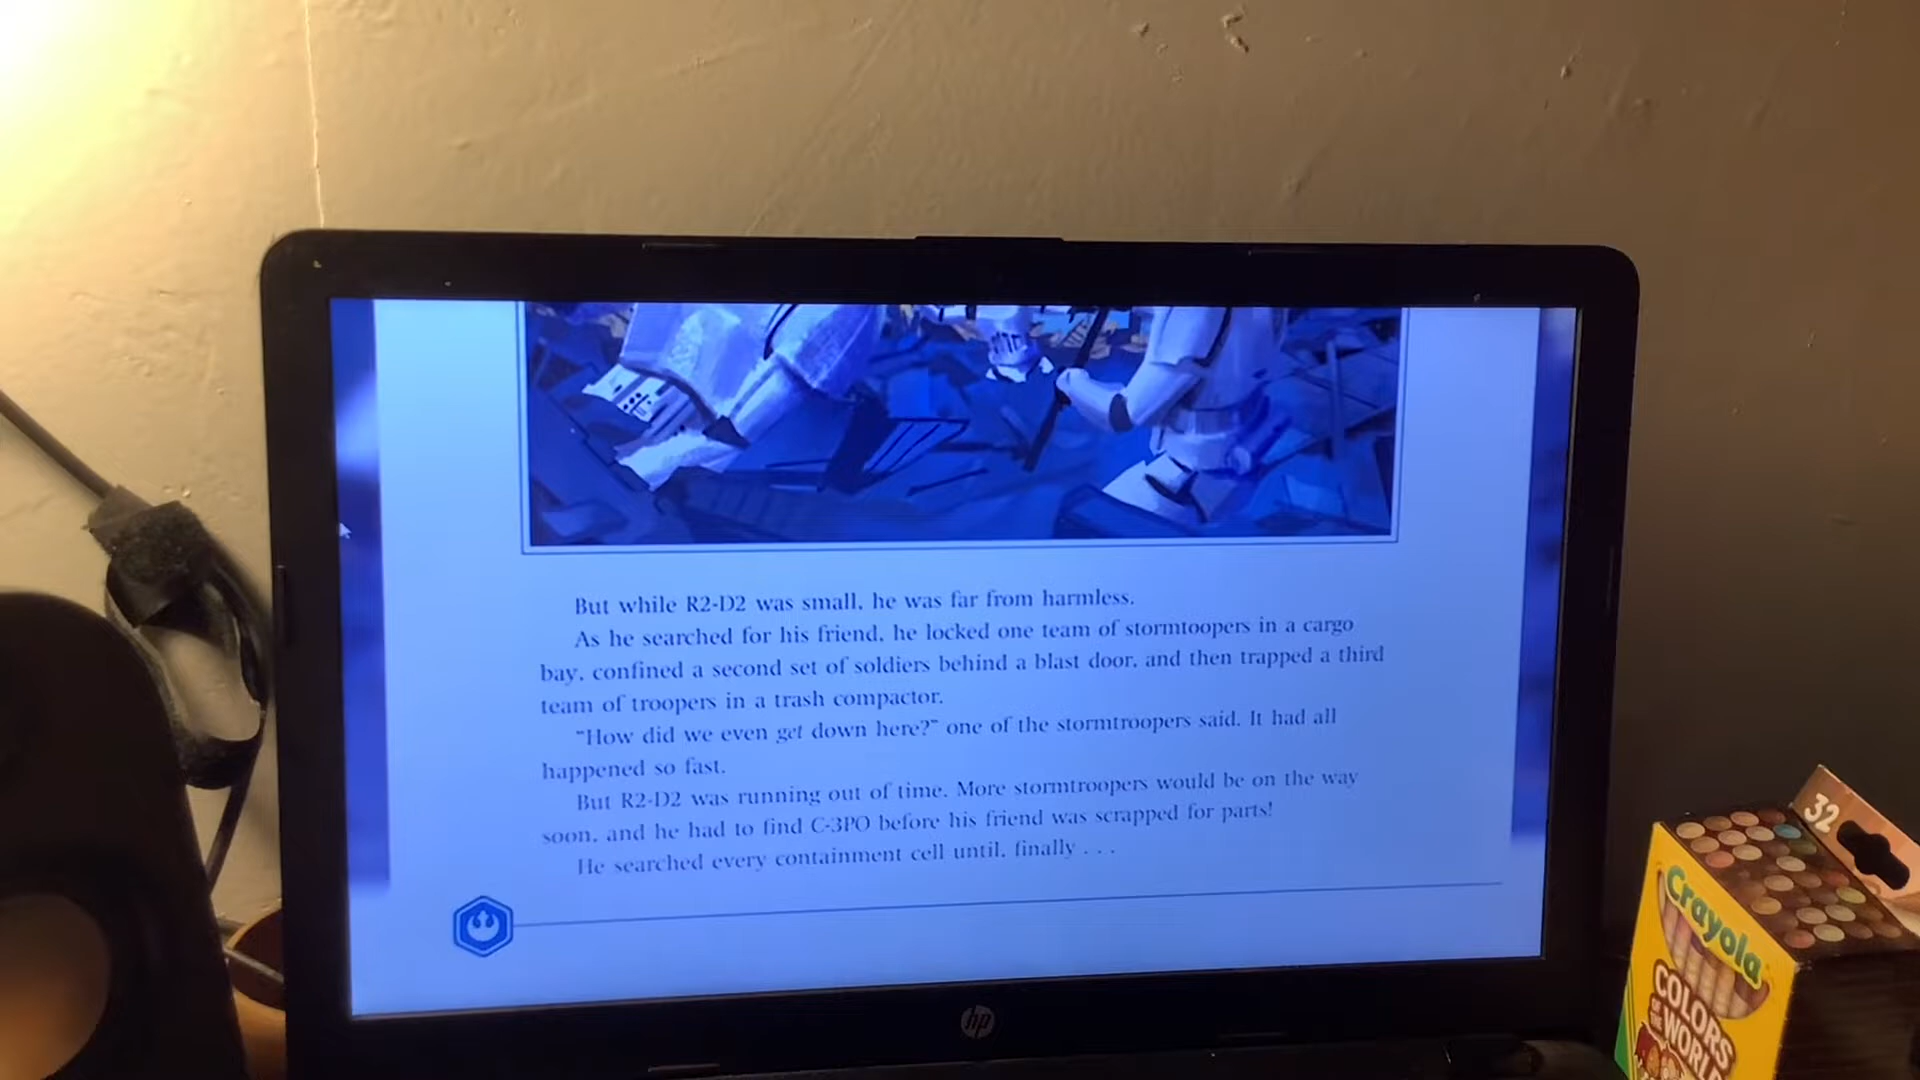 But while R2-D2 was small, he was far from harmless.
As he searched for his friend, he locked one team of stormtoopers in a cargo
bay, confined a second set of soldiers behind a blast door, and then trapped a third
team of troopers in a trash compactor.
"How did we even get down here?" one of the stormtroopers said. It had all
happened so fast.
But R2-D2 was running out of time. More stormtroopers would be on the way
soon, and he had to find C-3PO before his friend was scrapped for parts!
He searched every containment cell until, finally . . .
hp
32
Crayola
COLORS
OF THE
WORLD